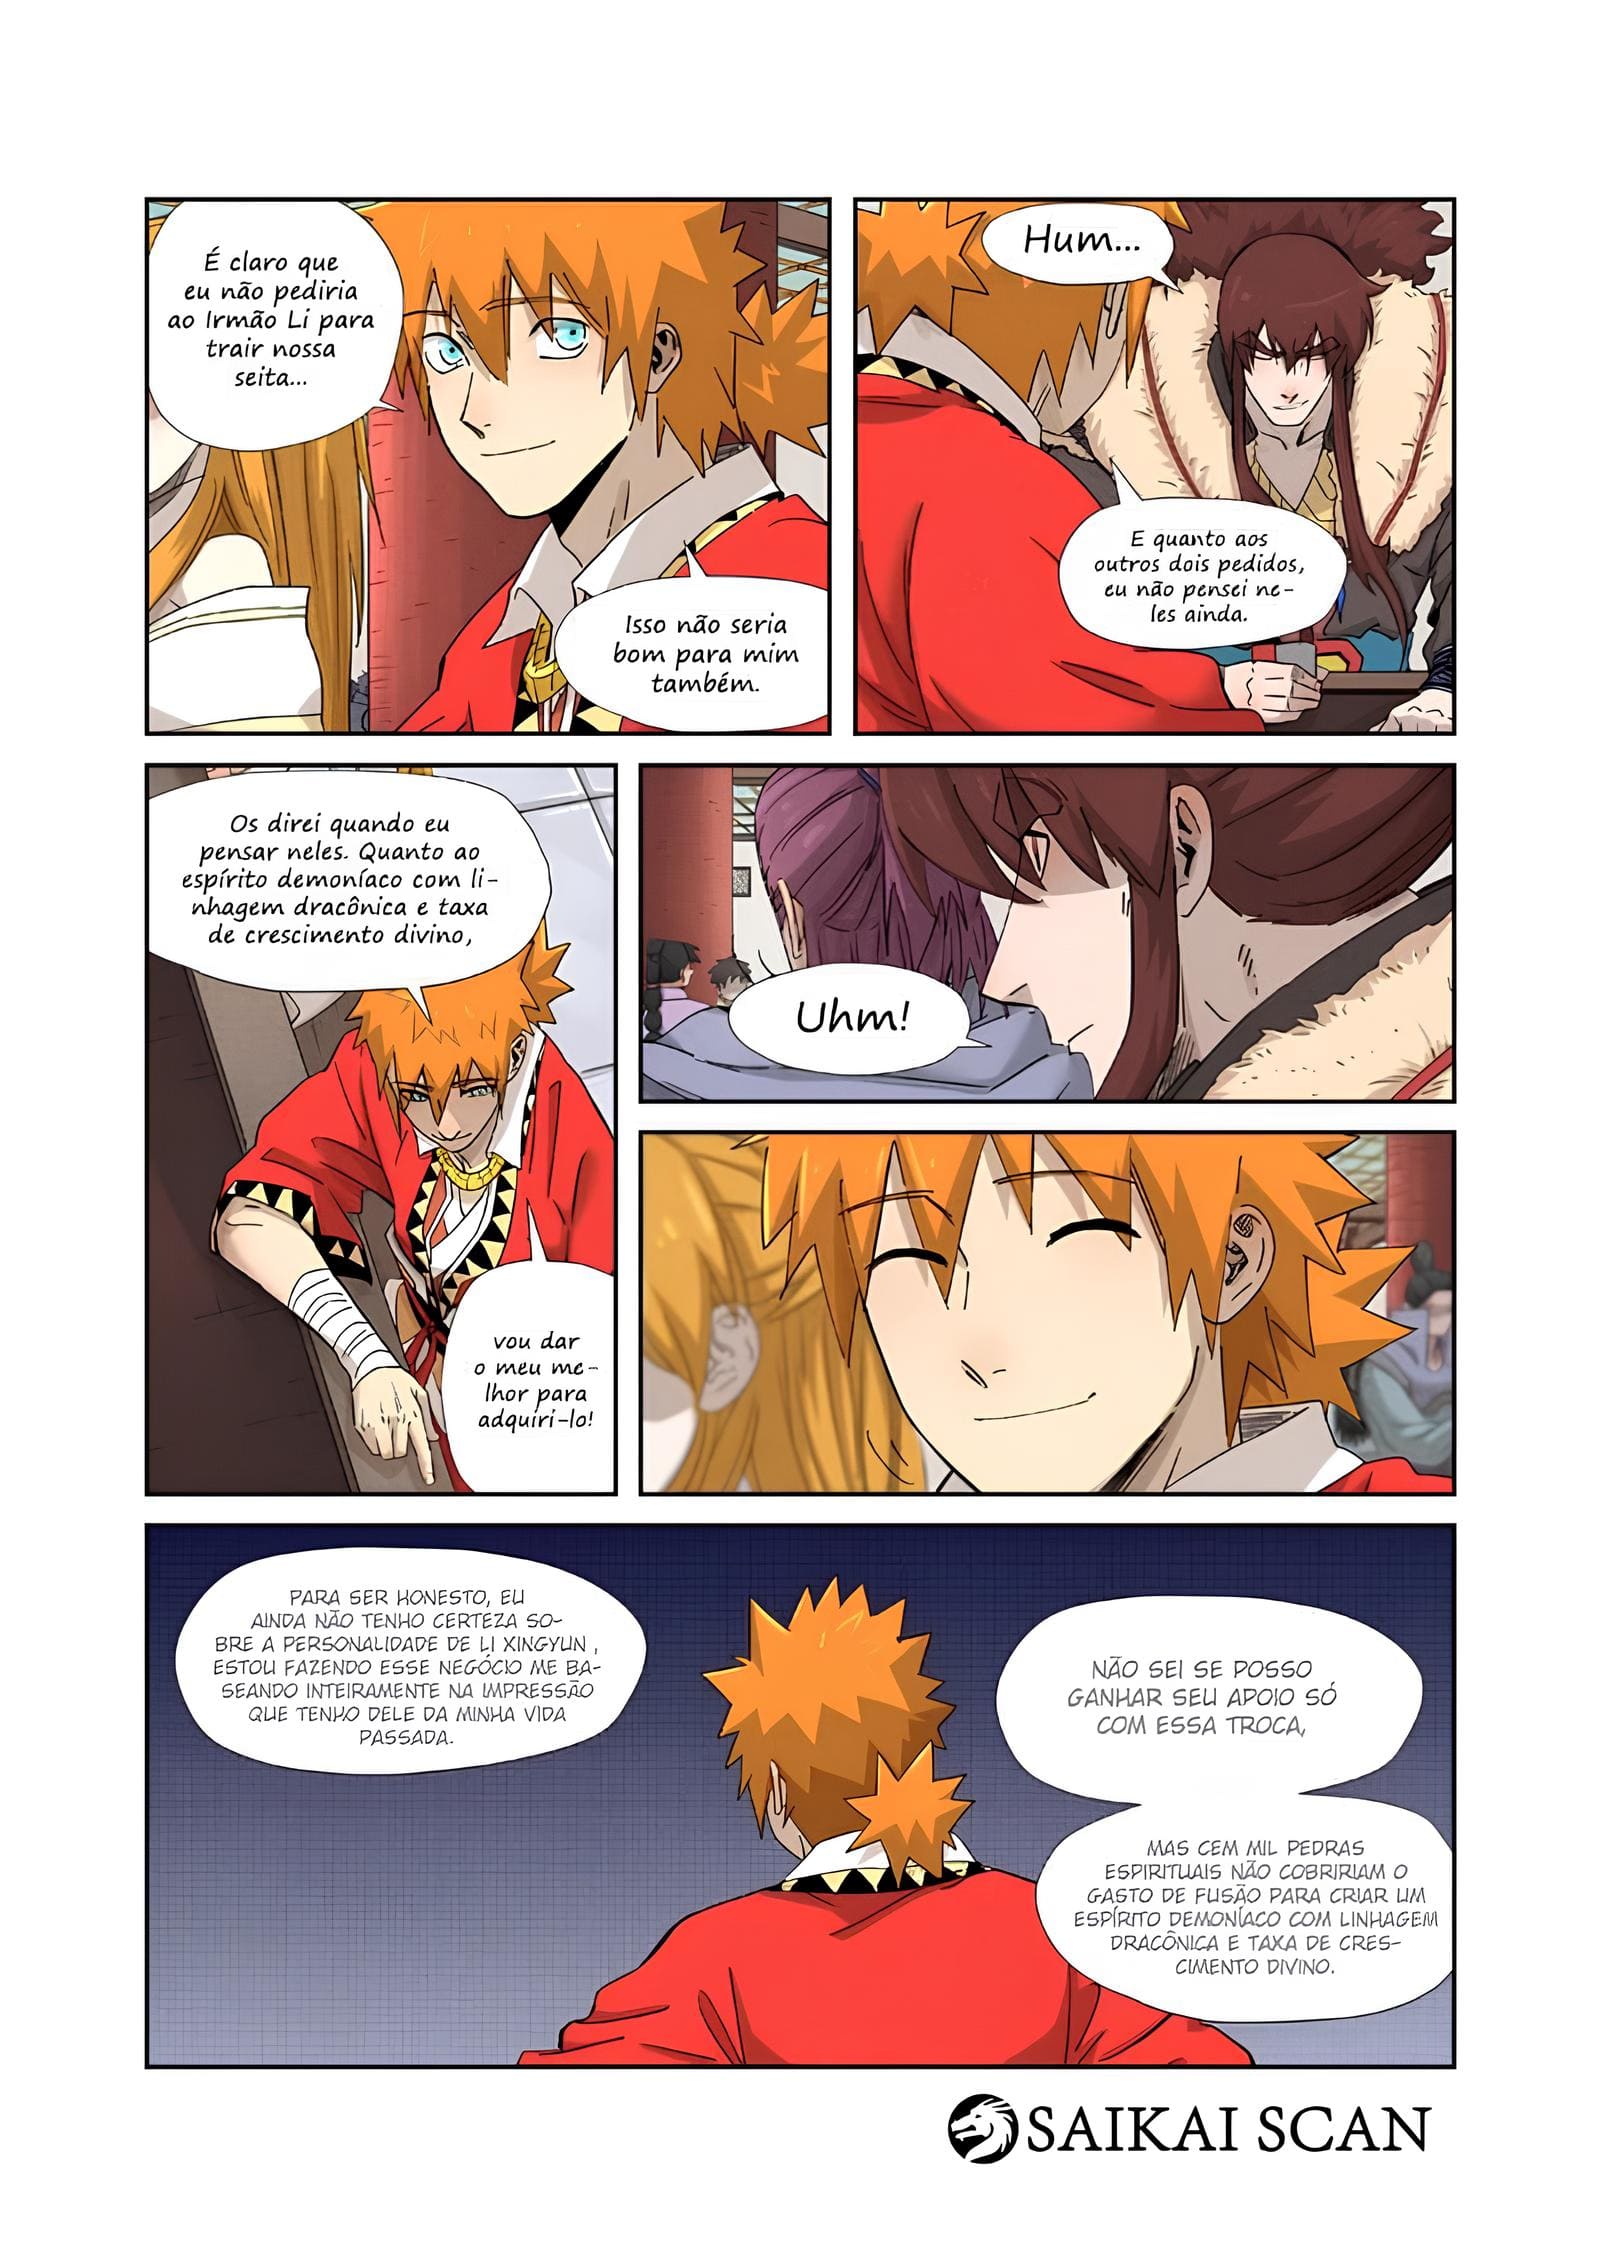 É claro que
eu não pediria
ao Irmão Li para
trair nossa
seita...
Isso não seria
bom para mim
também.
Hum...
E quanto aos
outros dois pedidos,
eu não pensei ne-
les ainda.
Os direi quando eu
pensar neles. Quanto ao
espírito demoníaco com li-
nhagem dracônica e taxa
de crescimento divino,
vou dar
o meu me-
lhor para
adquiri-lo!
Uhm!
PARA SER HONESTO, EU
AINDA NÃO TENHO CERTEZA SO-
BRE A PERSONALIDADE DE LI XINGYUN ,
ESTOU FAZENDO ESSE NEGÓCIO ME BA-
SEANDO INTEIRAMENTE NA IMPRESSÃO
QUE TENHO DELE DA MINHA VIDA
PASSADA.
NÃO SEI SE POSSO
GANHAR SEU APOIO SÓ
COM ESSA TROCA,
MAS CEM MIL PEDRAS
ESPIRITUAIS NÃO COBRIRIAM O
GASTO DE FUSÃO PARA CRIAR UM
ESPÍRITO DEMONÍACO COM LINHAGEM
DRACÔNICA E TAXA DE CRES-
CIMENTO DIVINO.
SAIKAI SCAN